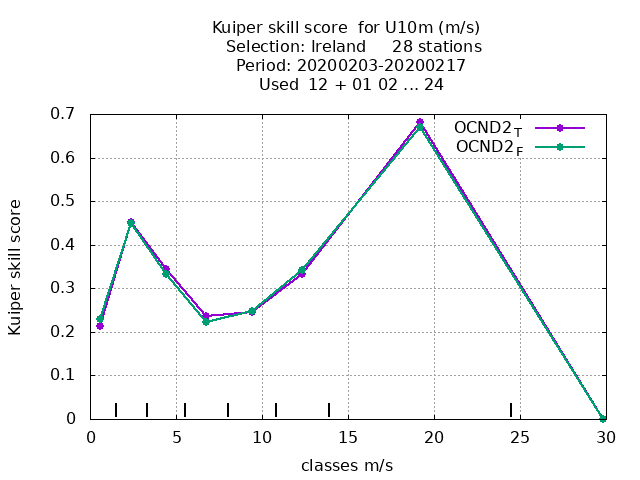 Kuiper skill score  for U10m (m/s)
Selection: Ireland     28 stations
Period: 20200203-20200217
Used  12 + 01 02 ... 24
OCND2T
OCND2F
Kuiper skill score
0.7
0.6
0.5
0.4
0.3
0.2
0.1
0
0 5 10 15 20 25 30
classes m/s